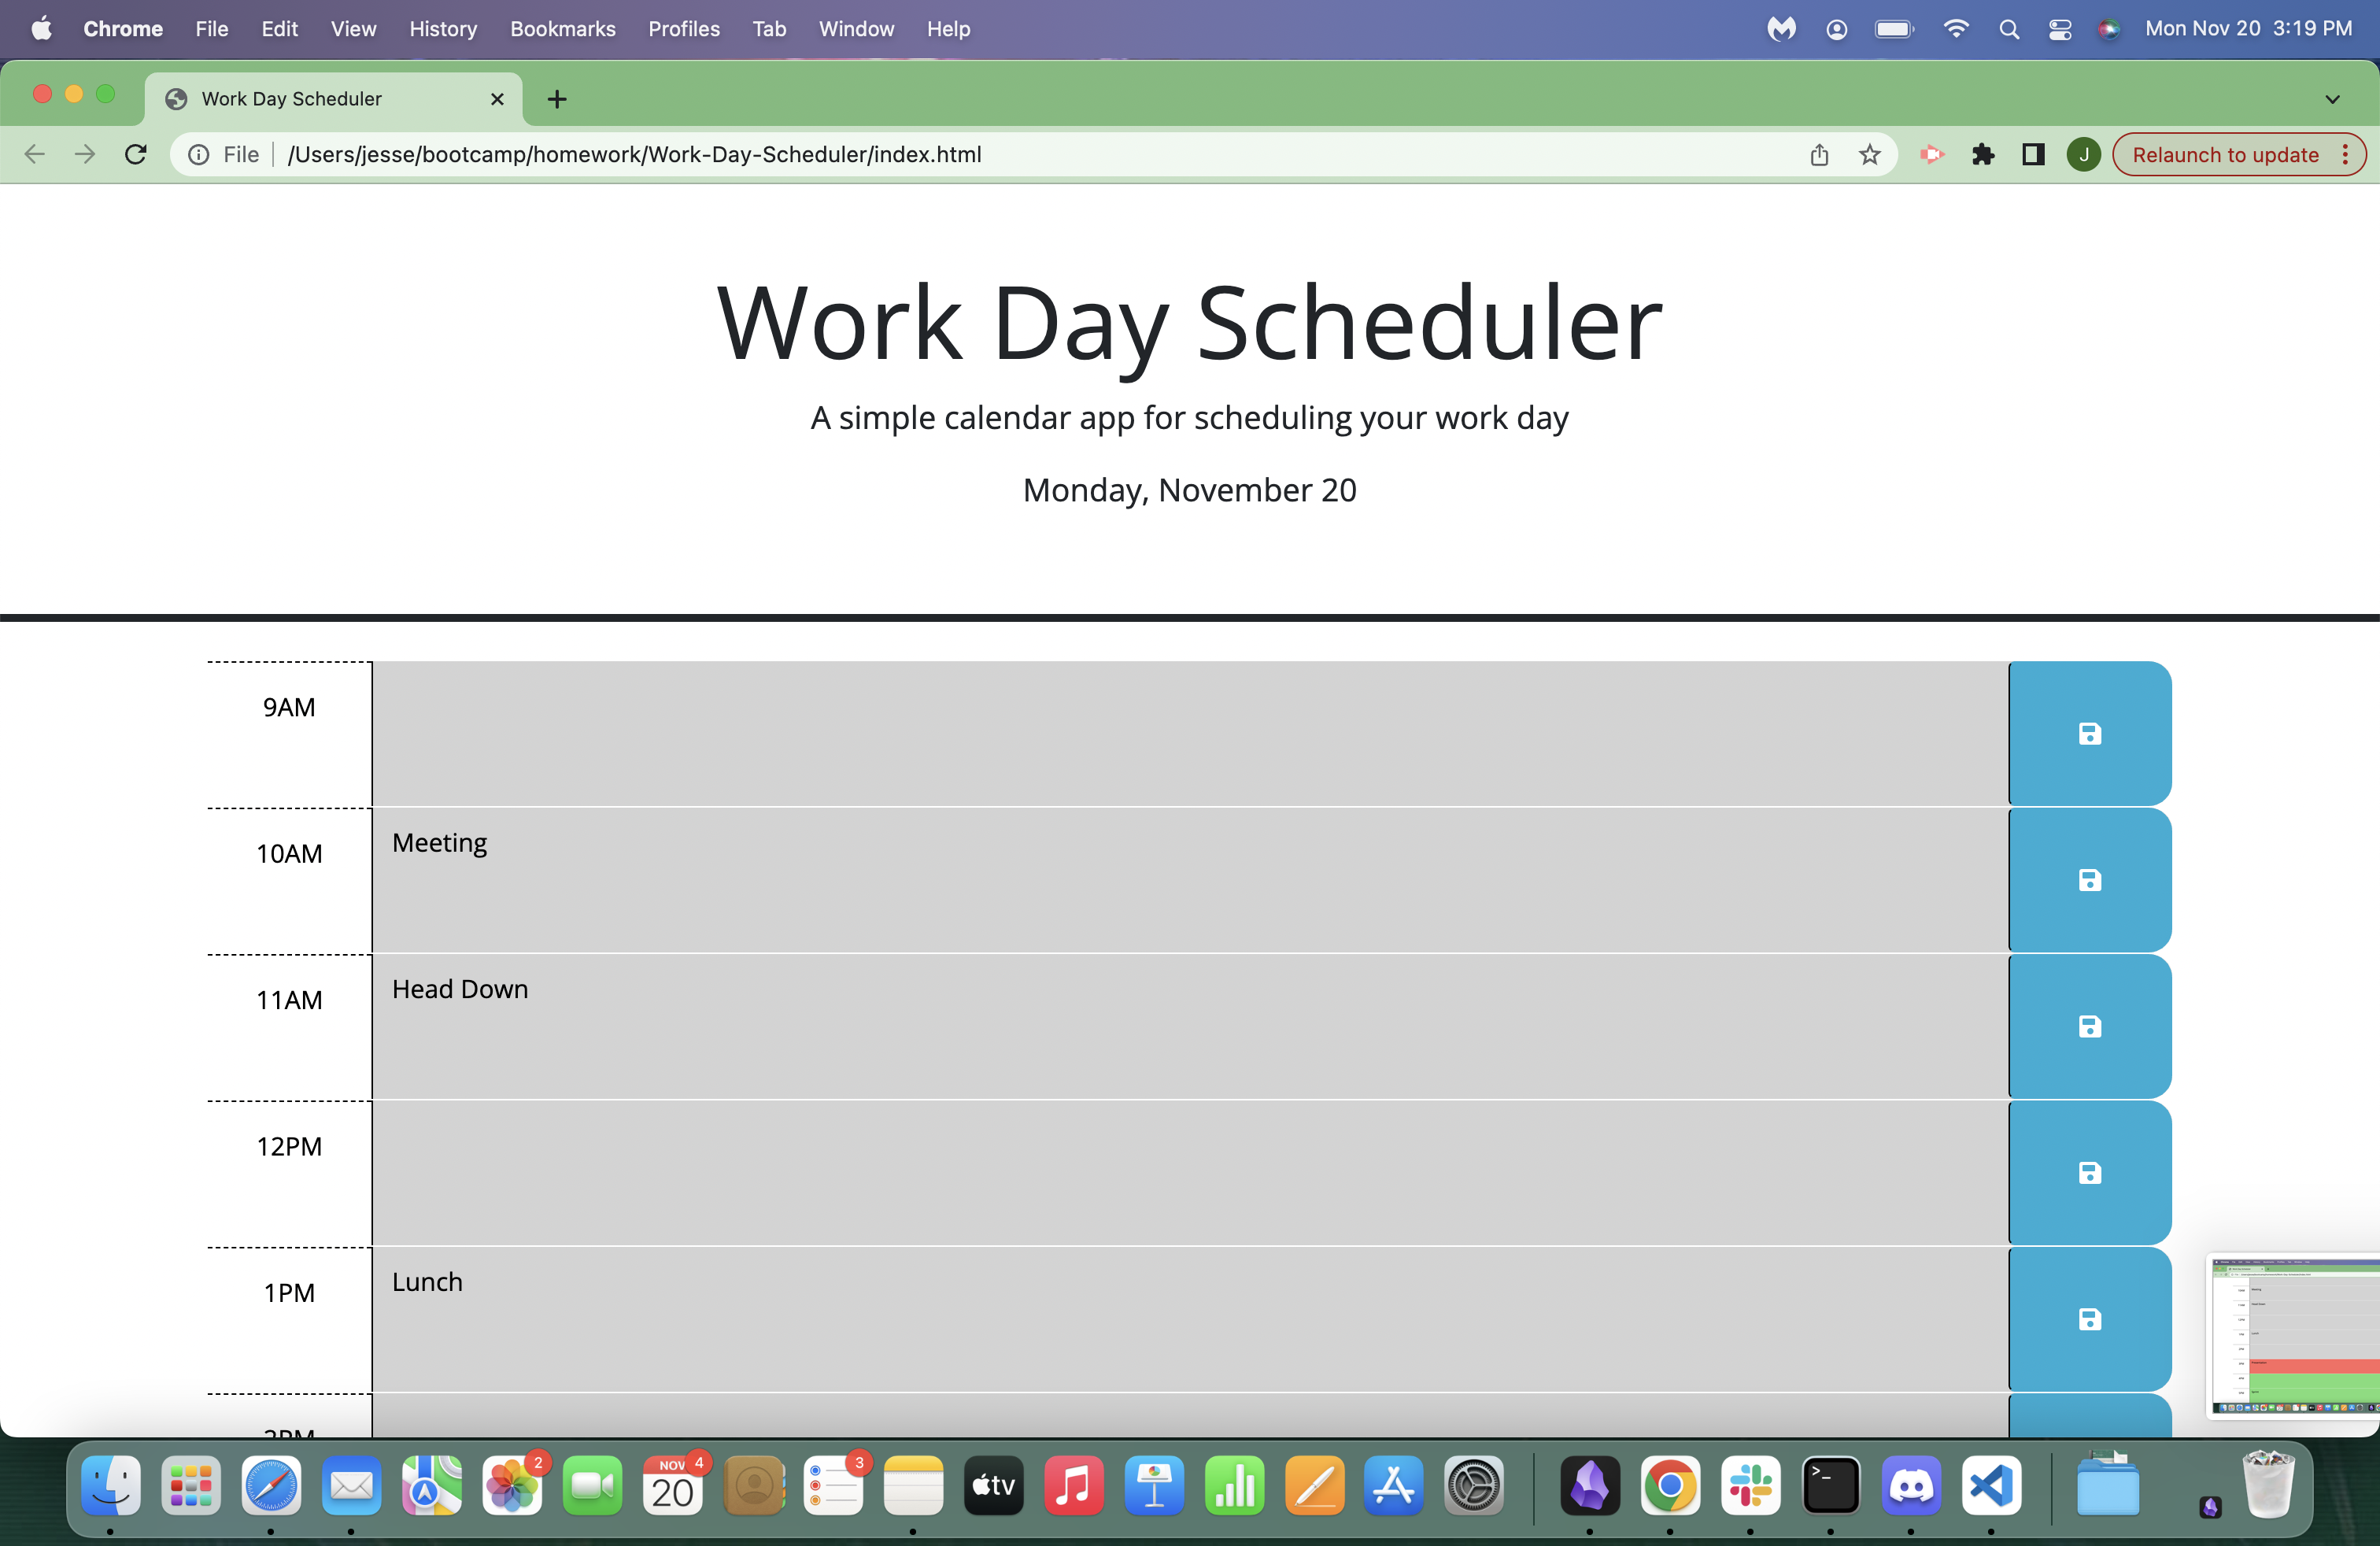 Chrome File Edit View History Bookmarks Profiles Tab Window Help Mon Nov 20 3:19 PM
Work Day Scheduler
File /Users/jesse/bootcamp/homework/Work-Day-Scheduler/index.html J Relaunch to update
Work Day Scheduler
A simple calendar app for scheduling your work day
Monday, November 20
9AM
10AM Meeting
11AM Head Down
12PM
1PM Lunch
2PM
2 NOV 4 3
20 tv >_